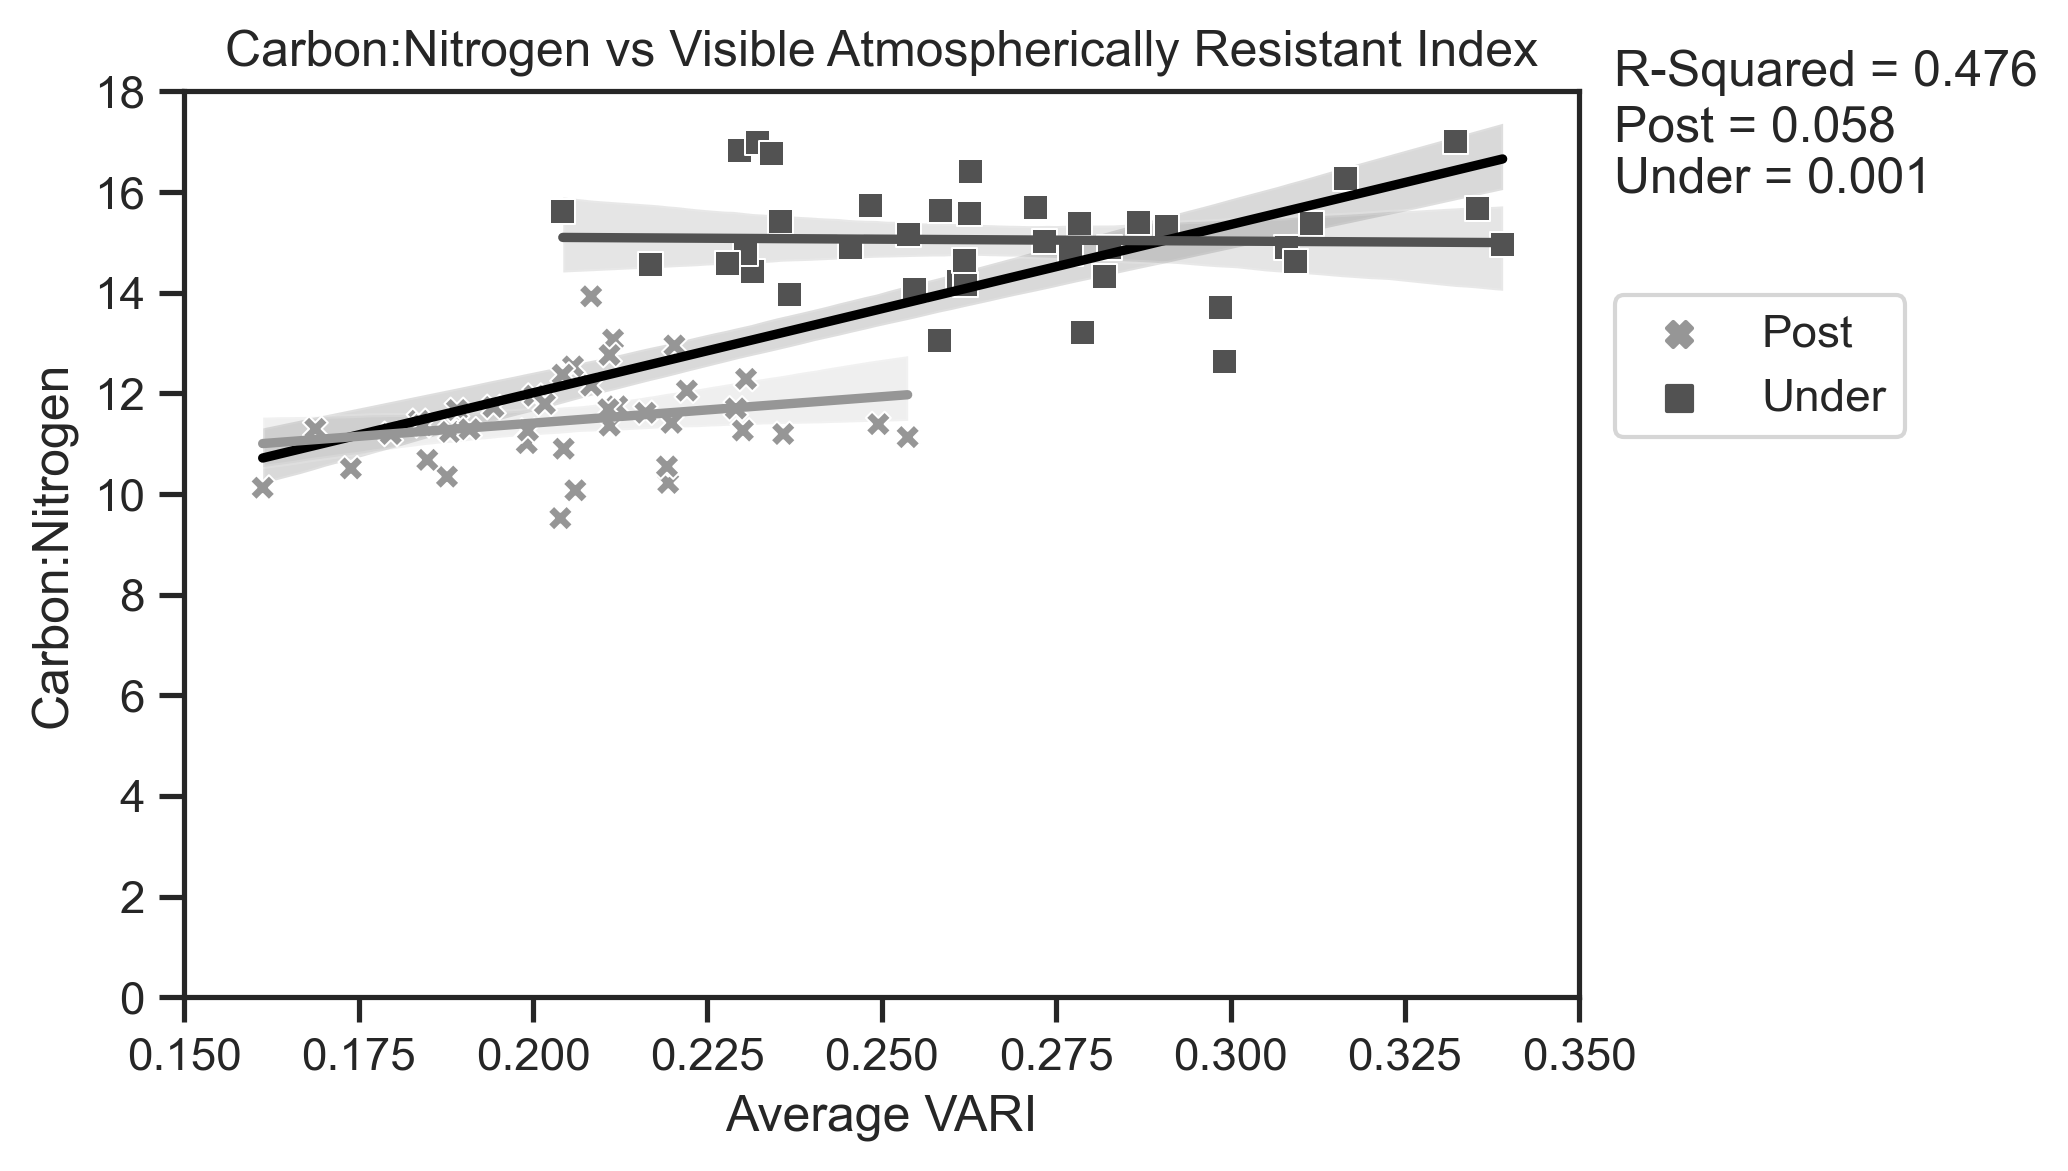 Carbon:Nitrogen vs Visible Atmospherically Resistant Index
R-Squared = 0.476
Post = 0.058
Under = 0.001
Post
Under
Carbon:Nitrogen
18
16
14
12
10
8
6
4
2
0
0.150 0.175 0.200 0.225 0.250 0.275 0.300 0.325 0.350
Average VARI